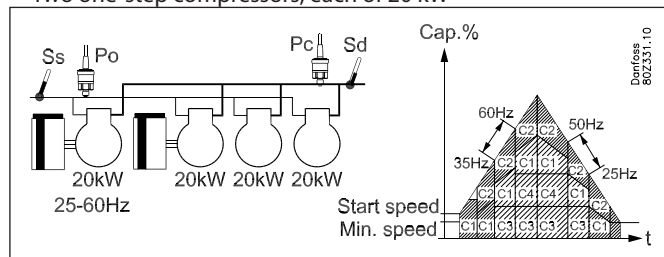 Two one-step compressors, each of 20 kW
Ss
Po
Pc
Sd
20kW
20kW
20kW
20kW
25-60Hz
Cap.%
Danfoss
80Z331.10
60Hz
50Hz
35Hz
25Hz
C2 C2
C2 C1 C1 C2
C2 C1 C4 C4 C1 C2
C1 C1 C3 C3 C3 C3 C1
Start speed
Min. speed
t